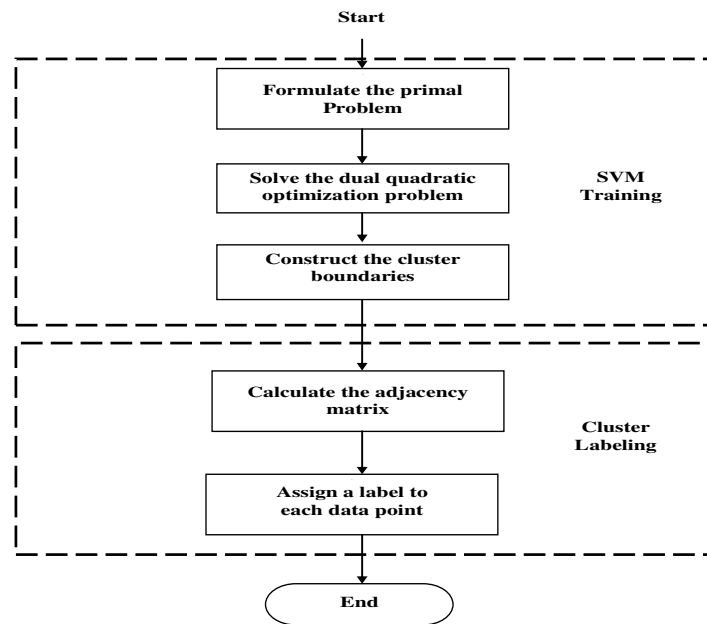 Start
Formulate the primal
Problem
Solve the dual quadratic
optimization problem
SVM
Training
Construct the cluster
boundaries
Calculate the adjacency
matrix
Cluster
Labeling
Assign a label to
each data point
End